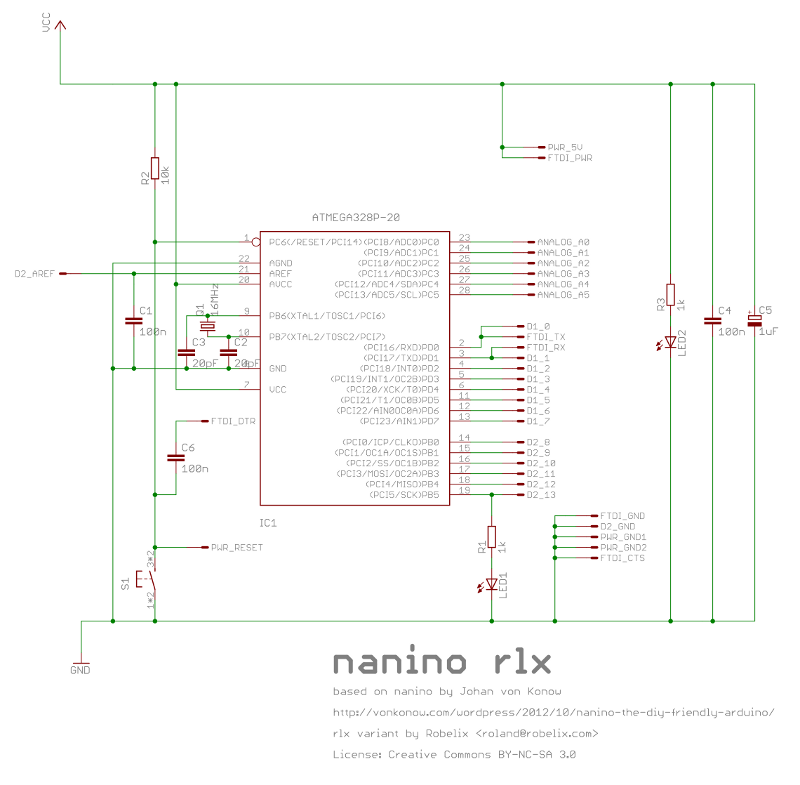 VCC
PWR_5V
FTDI_PWR
R2
10k
ATMEGA328P-20
1
PC6(/RESET/PCI14)
(PCI8/ADC0)PC0
23
ANALOG_A0
(PCI9/ADC1)PC1
24
ANALOG_A1
22
AGND
(PCI10/ADC2)PC2
25
ANALOG_A2
D2_AREF
21
AREF
(PCI11/ADC3)PC3
26
ANALOG_A3
20
AVCC
(PCI12/ADC4/SDA)PC4
27
ANALOG_A4
(PCI13/ADC5/SCL)PC5
28
ANALOG_A5
Q1
16MHz
9
PB6(XTAL1/TOSC1/PCI6)
10
PB7(XTAL2/TOSC2/PCI7)
C1
100n
C3
20pF
C2
20pF
R3
1k
LED2
C4
100n
C5
+
1uF
D1_0
FTDI_TX
(PCI16/RXD)PD0
2
FTDI_RX
(PCI17/TXD)PD1
3
D1_1
8
GND
(PCI18/INT0)PD2
4
D1_2
(PCI19/INT1/OC2B)PD3
5
D1_3
7
VCC
(PCI20/XCK/T0)PD4
6
D1_4
(PCI21/T1/OC0B)PD5
11
D1_5
(PCI22/AIN0OC0A)PD6
12
D1_6
FTDI_DTR
(PCI23/AIN1)PD7
13
D1_7
C6
100n
(PCI0/ICP/CLKO)PB0
14
D2_8
(PCI1/OC1A/OC1S)PB1
15
D2_9
(PCI2/SS/OC1B)PB2
16
D2_10
(PCI3/MOSI/OC2A)PB3
17
D2_11
(PCI4/MISO)PB4
18
D2_12
(PCI5/SCK)PB5
19
D2_13
IC1
FTDI_GND
D2_GND
PWR_GND1
PWR_GND2
FTDI_CTS
R1
1k
LED1
PWR_RESET
S1
3*2
1*2
GND
nanino rlx
based on nanino by Johan von Konow
http://vonkonow.com/wordpress/2012/10/nanino-the-diy-friendly-arduino/
rlx variant by Robelix <roland@robelix.com>
License: Creative Commons BY-NC-SA 3.0